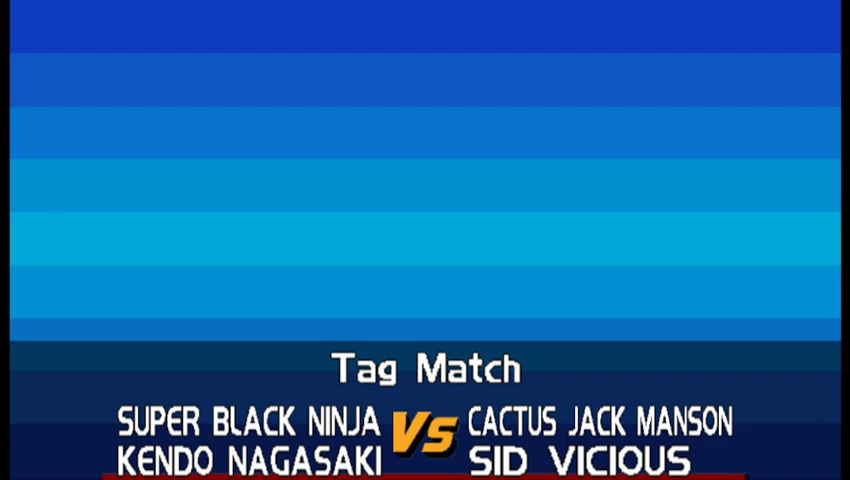 Tag Match
SUPER BLACK NINJA Vs CACTUS JACK MANSON
KENDO NAGASAKI SID VICIOUS